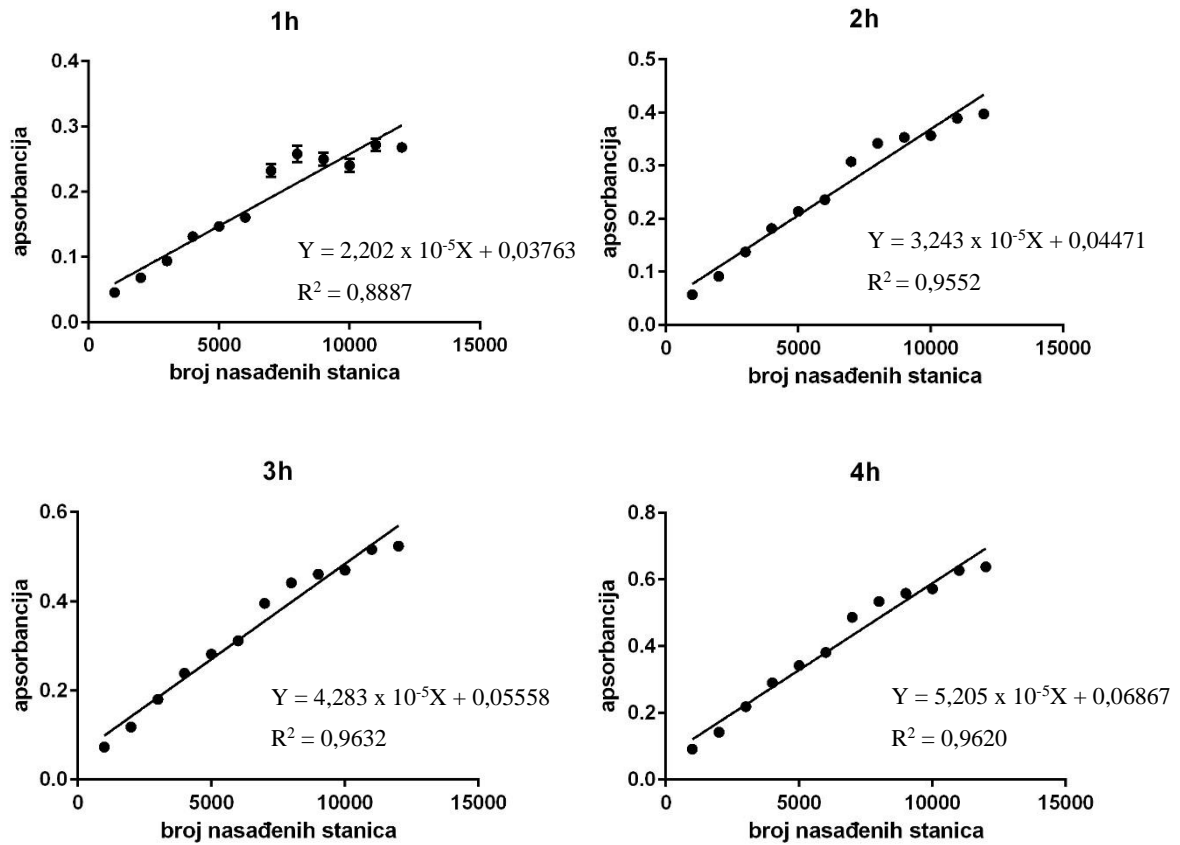 1h
0.4
0.3
0.2
0.1
0.0
apsorbancija
Y = 2,202 x 10⁻⁵X + 0,03763
R² = 0,8887
0 5000 10000 15000
broj nasađenih stanica
2h
0.5
0.4
0.3
0.2
0.1
0.0
apsorbancija
Y = 3,243 x 10⁻⁵X + 0,04471
R² = 0,9552
0 5000 10000 15000
broj nasađenih stanica
3h
0.6
0.4
0.2
0.0
apsorbancija
Y = 4,283 x 10⁻⁵X + 0,05558
R² = 0,9632
0 5000 10000 15000
broj nasađenih stanica
4h
0.8
0.6
0.4
0.2
0.0
apsorbancija
Y = 5,205 x 10⁻⁵X + 0,06867
R² = 0,9620
0 5000 10000 15000
broj nasađenih stanica